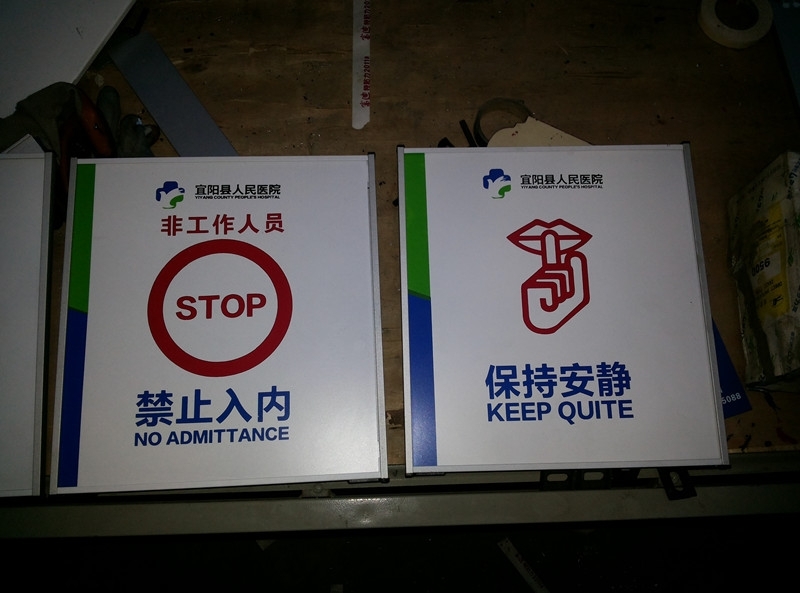 宜阳县人民医院
YIYANG COUNTY PEOPLE'S HOSPITAL
非工作人员
STOP
禁止入内
NO ADMITTANCE
宜阳县人民医院
YIYANG COUNTY PEOPLE'S HOSPITAL
保持安静
KEEP QUITE